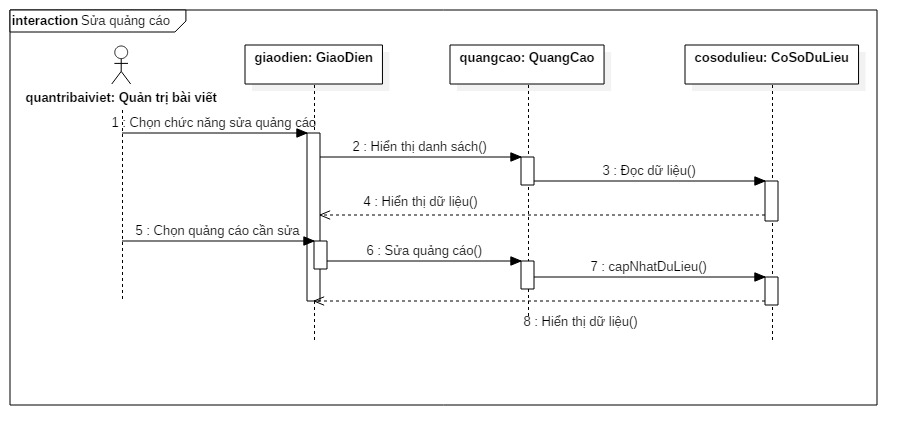 interaction Sửa quảng cáo
giaodien: GiaoDien
quangcao: QuangCao
cosodulieu: CoSoDuLieu
quantribaiviet: Quản trị bài viết
1 : Chọn chức năng sửa quảng cáo
2 : Hiển thị danh sách()
3 : Đọc dữ liệu()
4 : Hiển thị dữ liệu()
5 : Chọn quảng cáo cần sửa
6 : Sửa quảng cáo()
7 : capNhatDuLieu()
8 : Hiển thị dữ liệu()